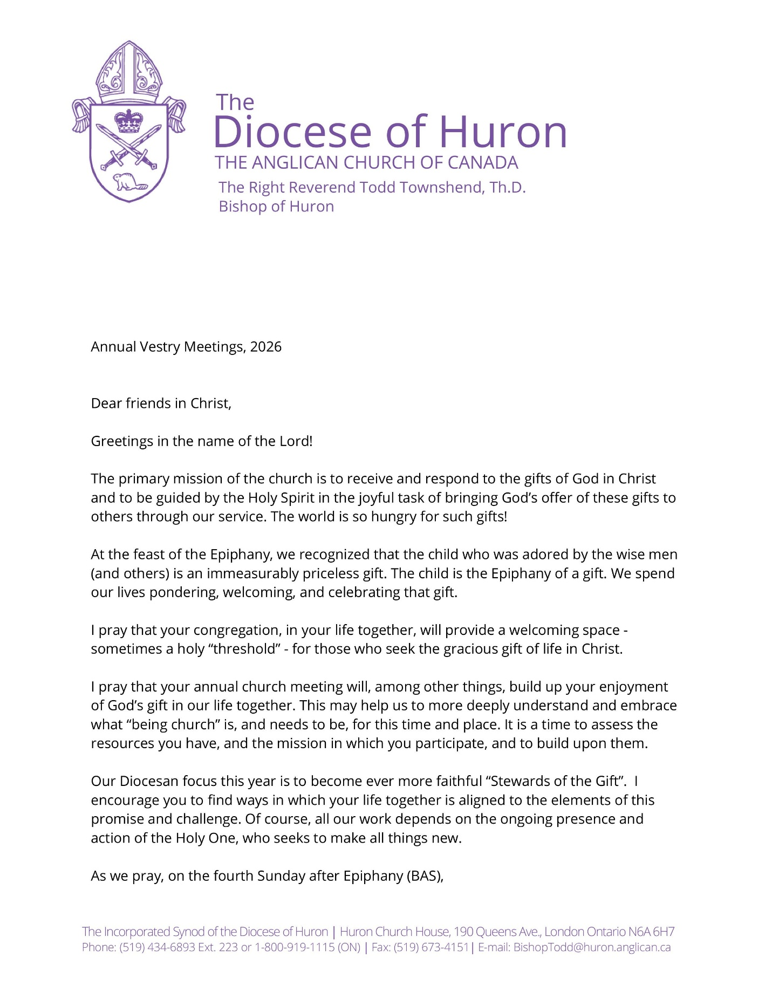 The
Diocese of Huron
THE ANGLICAN CHURCH OF CANADA
The Right Reverend Todd Townshend, Th.D.
Bishop of Huron
Annual Vestry Meetings, 2026
Dear friends in Christ,
Greetings in the name of the Lord!
The primary mission of the church is to receive and respond to the gifts of God in Christ
and to be guided by the Holy Spirit in the joyful task of bringing God’s offer of these gifts to
others through our service. The world is so hungry for such gifts!
At the feast of the Epiphany, we recognized that the child who was adored by the wise men
(and others) is an immeasurably priceless gift. The child is the Epiphany of a gift. We spend
our lives pondering, welcoming, and celebrating that gift.
I pray that your congregation, in your life together, will provide a welcoming space -
sometimes a holy “threshold” - for those who seek the gracious gift of life in Christ.
I pray that your annual church meeting will, among other things, build up your enjoyment
of God’s gift in our life together. This may help us to more deeply understand and embrace
what “being church” is, and needs to be, for this time and place. It is a time to assess the
resources you have, and the mission in which you participate, and to build upon them.
Our Diocesan focus this year is to become ever more faithful “Stewards of the Gift”.  I
encourage you to find ways in which your life together is aligned to the elements of this
promise and challenge. Of course, all our work depends on the ongoing presence and
action of the Holy One, who seeks to make all things new.
As we pray, on the fourth Sunday after Epiphany (BAS),
The Incorporated Synod of the Diocese of Huron | Huron Church House, 190 Queens Ave., London Ontario N6A 6H7
Phone: (519) 434-6893 Ext. 223 or 1-800-919-1115 (ON) | Fax: (519) 673-4151| E-mail: BishopTodd@huron.anglican.ca